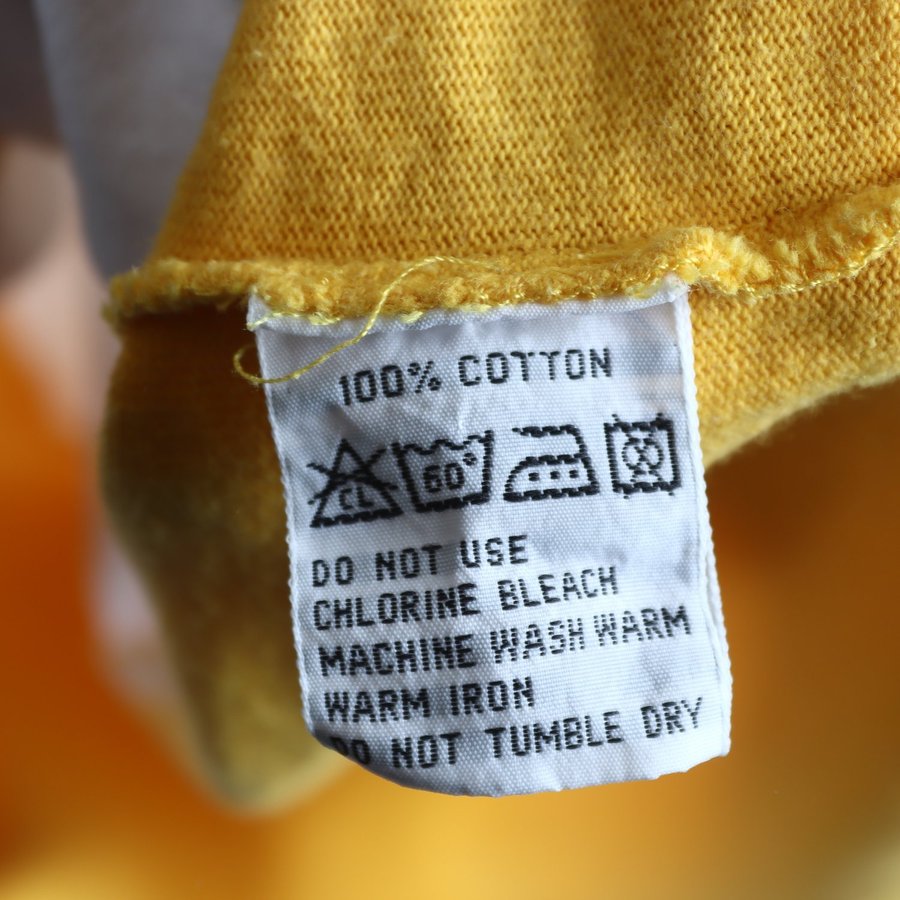 100% COTTON
CL 60°
DO NOT USE
CHLORINE BLEACH
MACHINE WASH WARM
WARM IRON
DO NOT TUMBLE DRY